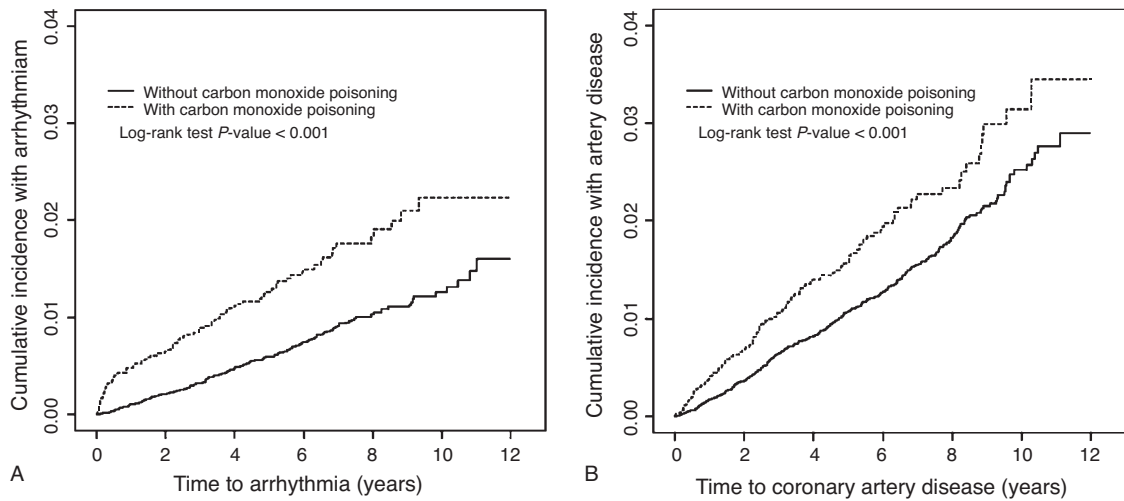 Cumulative incidence with arrhythmiam
0.04
0.03
0.02
0.01
0.00
Without carbon monoxide poisoning
With carbon monoxide poisoning
Log-rank test P-value < 0.001
0 2 4 6 8 10 12
Time to arrhythmia (years)
A
Cumulative incidence with artery disease
0.04
0.03
0.02
0.01
0.00
Without carbon monoxide poisoning
With carbon monoxide poisoning
Log-rank test P-value < 0.001
0 2 4 6 8 10 12
Time to coronary artery disease (years)
B